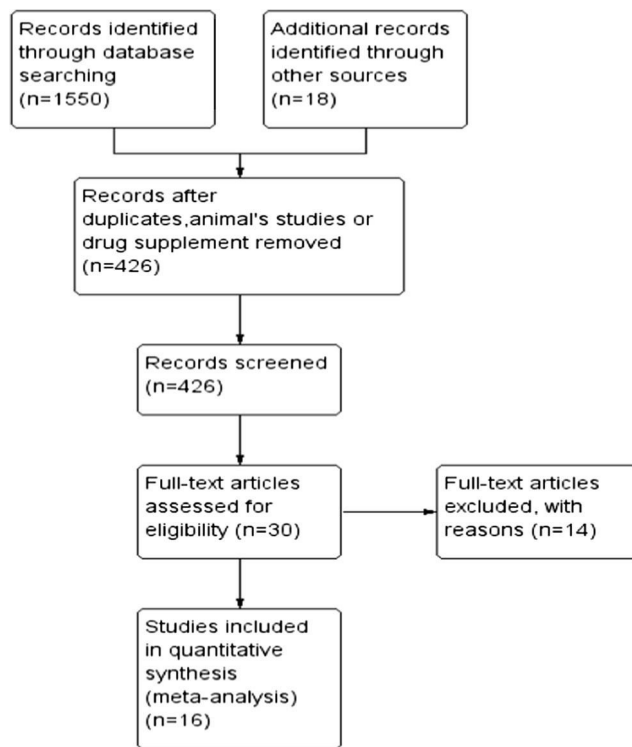 Records identified
through database
searching
(n=1550)
Additional records
identified through
other sources
(n=18)
Records after
duplicates,animal's studies or
drug supplement removed
(n=426)
Records screened
(n=426)
Full-text articles
assessed for
eligibility (n=30)
Full-text articles
excluded, with
reasons (n=14)
Studies included
in quantitative
synthesis
(meta-analysis)
(n=16)